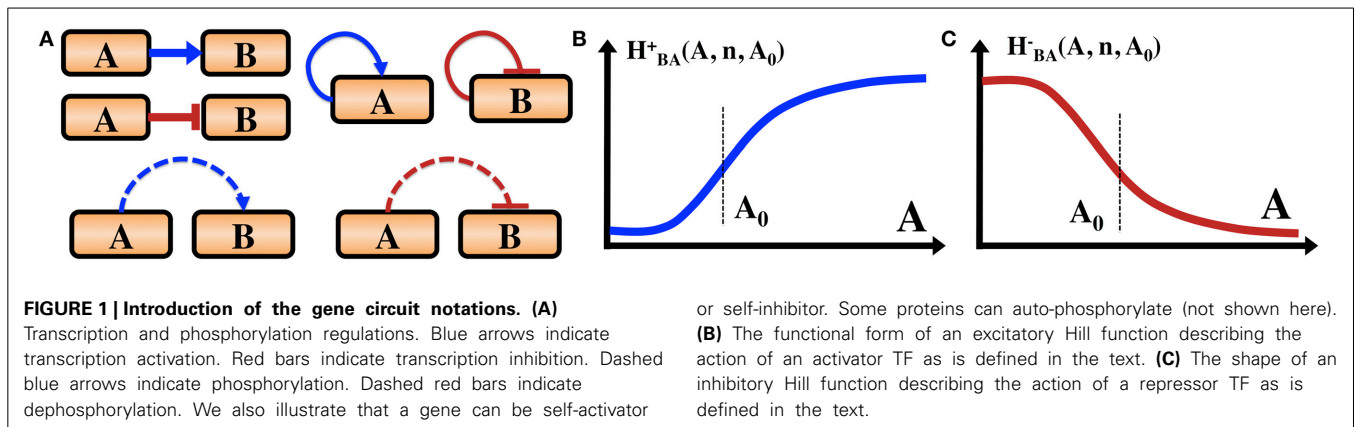 A
A B
A B
A
B
A B
A B
B
H⁺BA(A, n, A₀)
A₀
A
C
H⁻BA(A, n, A₀)
A₀
A
FIGURE 1 | Introduction of the gene circuit notations. (A)
Transcription and phosphorylation regulations. Blue arrows indicate
transcription activation. Red bars indicate transcription inhibition. Dashed
blue arrows indicate phosphorylation. Dashed red bars indicate
dephosphorylation. We also illustrate that a gene can be self-activator
or self-inhibitor. Some proteins can auto-phosphorylate (not shown here).
(B) The functional form of an excitatory Hill function describing the
action of an activator TF as is defined in the text. (C) The shape of an
inhibitory Hill function describing the action of a repressor TF as is
defined in the text.